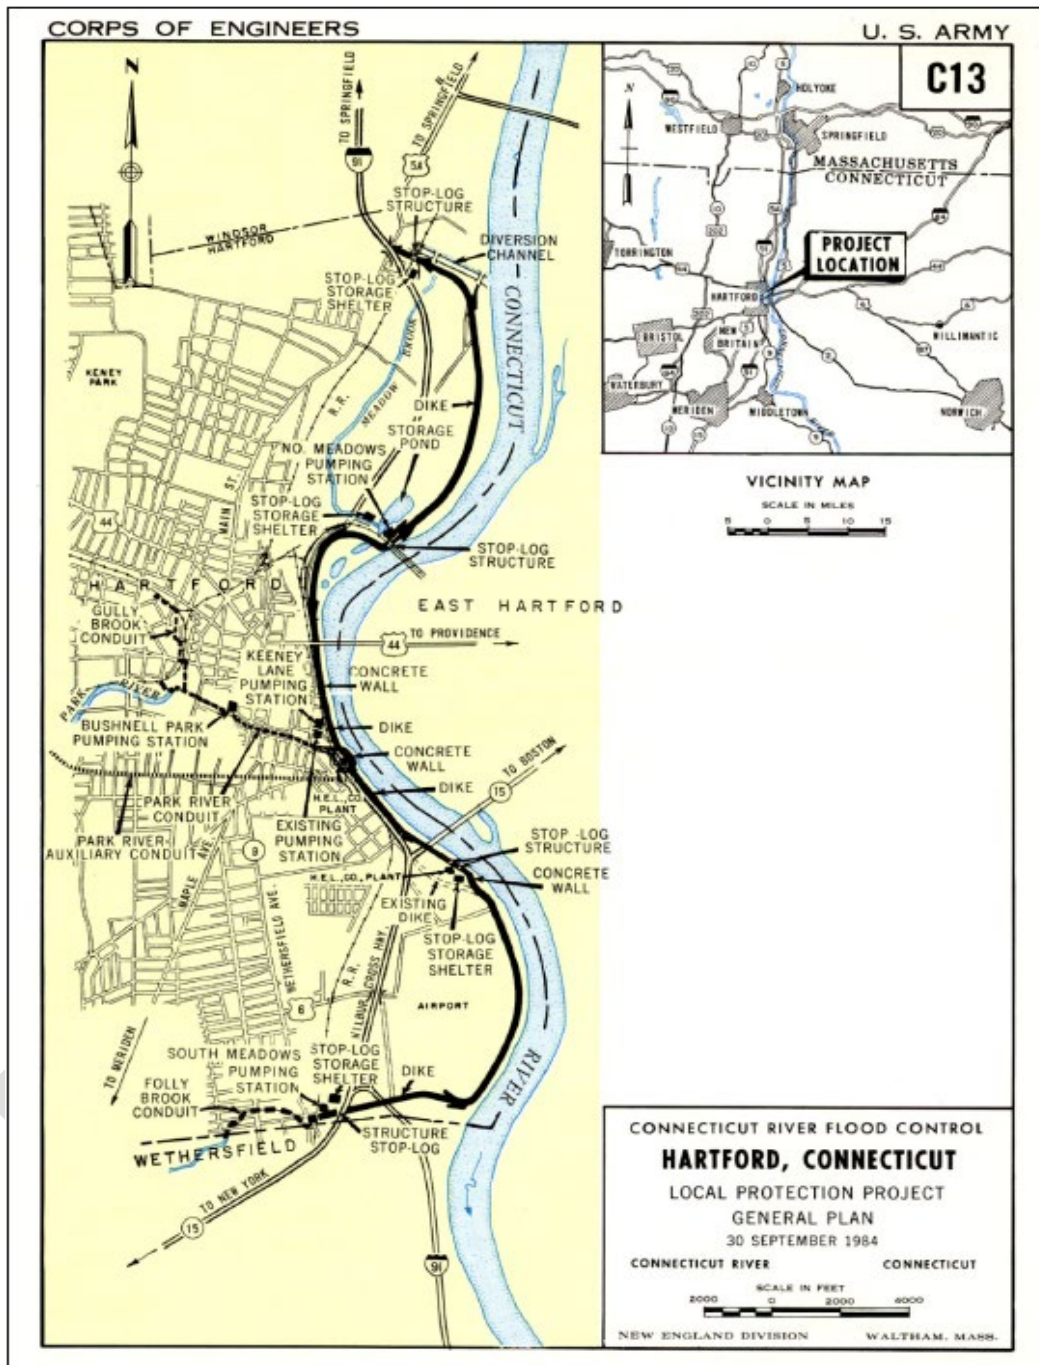 CORPS OF ENGINEERS
U. S. ARMY
C13
N
TO SPRINGFIELD
TO SPRINGFIELD
91
5A
STOP-LOG
STRUCTURE
WINDSOR
HARTFORD
DIVERSION
CHANNEL
STOP-LOG
STORAGE
SHELTER
CONNECTICUT
KENEY
PARK
R.R.
MEADOW BROOK
DIKE
STORAGE
POND
NO. MEADOWS
PUMPING
STATION
MAIN ST.
44
STOP-LOG
STORAGE
SHELTER
STOP-LOG
STRUCTURE
HARTFORD
EAST HARTFORD
GULLY
BROOK
CONDUIT
44
TO PROVIDENCE
KEENEY
LANE
PUMPING
STATION
CONCRETE
WALL
PARK RIVER
BUSHNELL PARK
PUMPING STATION
DIKE
CONCRETE
WALL
TO BOSTON
DIKE
15
PARK RIVER
CONDUIT
H.E.L., CO.
PLANT
PARK RIVER-
AUXILIARY CONDUIT
EXISTING
PUMPING
STATION
STOP -LOG
STRUCTURE
9
MAPLE AVE.
H.E.L., CO., PLANT
CONCRETE
WALL
EXISTING
DIKE
WETHERSFIELD AVE.
STOP-LOG
STORAGE
SHELTER
R.R.
WILBUR CROSS HWY.
6
AIRPORT
TO MERIDEN
SOUTH MEADOWS
PUMPING
STATION
STOP-LOG
STORAGE
SHELTER
DIKE
RIVER
FOLLY
BROOK
CONDUIT
STRUCTURE
STOP-LOG
WETHERSFIELD
TO NEW YORK
15
91
N
HOLYOKE
WESTFIELD
SPRINGFIELD
MASSACHUSETTS
CONNECTICUT
TORRINGTON
PROJECT
LOCATION
HARTFORD
BRISTOL
NEW
BRITAIN
WILLIMANTIC
WATERBURY
MERIDEN
MIDDLETOWN
NORWICH
VICINITY MAP
SCALE IN MILES
5 0 5 10 15
CONNECTICUT RIVER FLOOD CONTROL
HARTFORD, CONNECTICUT
LOCAL PROTECTION PROJECT
GENERAL PLAN
30 SEPTEMBER 1984
CONNECTICUT RIVER CONNECTICUT
SCALE IN FEET
2000 0 2000 4000
NEW ENGLAND DIVISION WALTHAM, MASS.